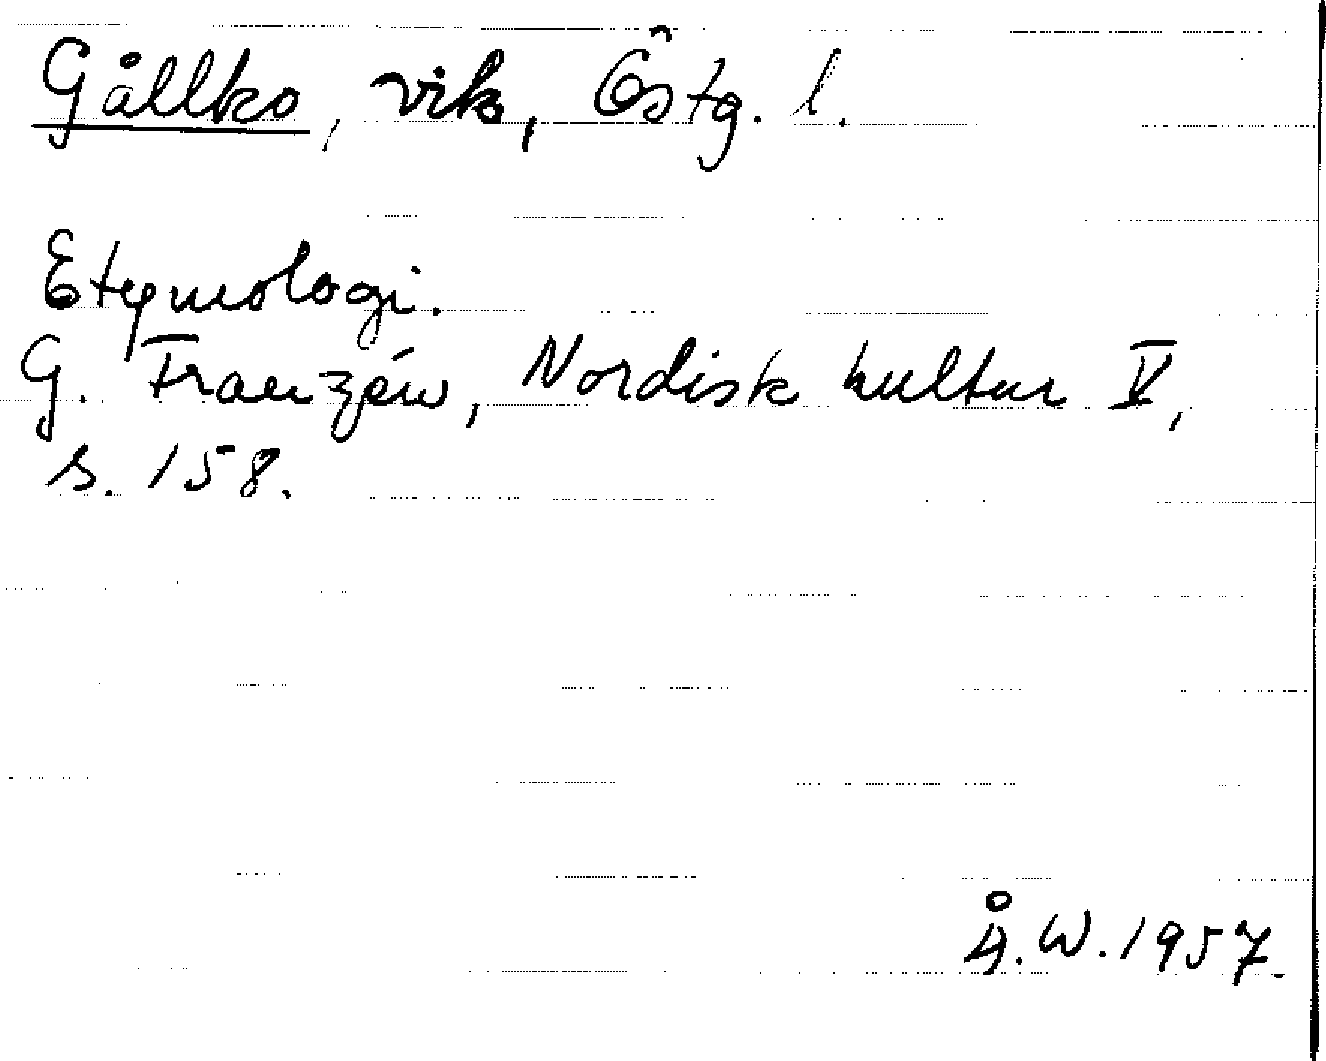 Gållko, vik, Östg. l.
Etymologi.
G. Franzén, Nordisk kultur V,
s. 158.
Å.W. 1957.